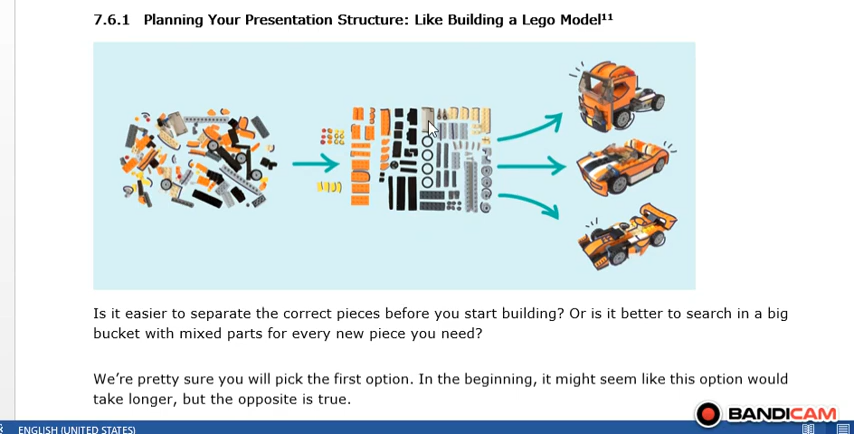 7.6.1 Planning Your Presentation Structure: Like Building a Lego Model¹¹
Is it easier to separate the correct pieces before you start building? Or is it better to search in a big
bucket with mixed parts for every new piece you need?
We’re pretty sure you will pick the first option. In the beginning, it might seem like this option would
take longer, but the opposite is true.
BANDICAM
ENGLISH (UNITED STATES)